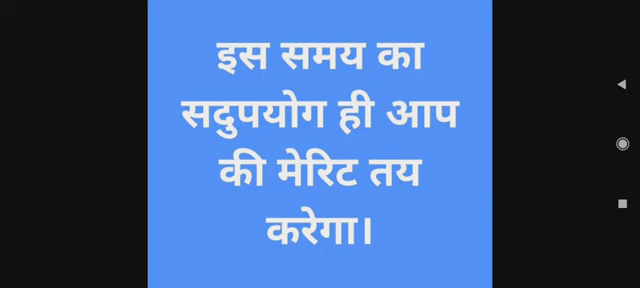 इस समय का
सदुपयोग ही आप
की मेरिट तय
करेगा।